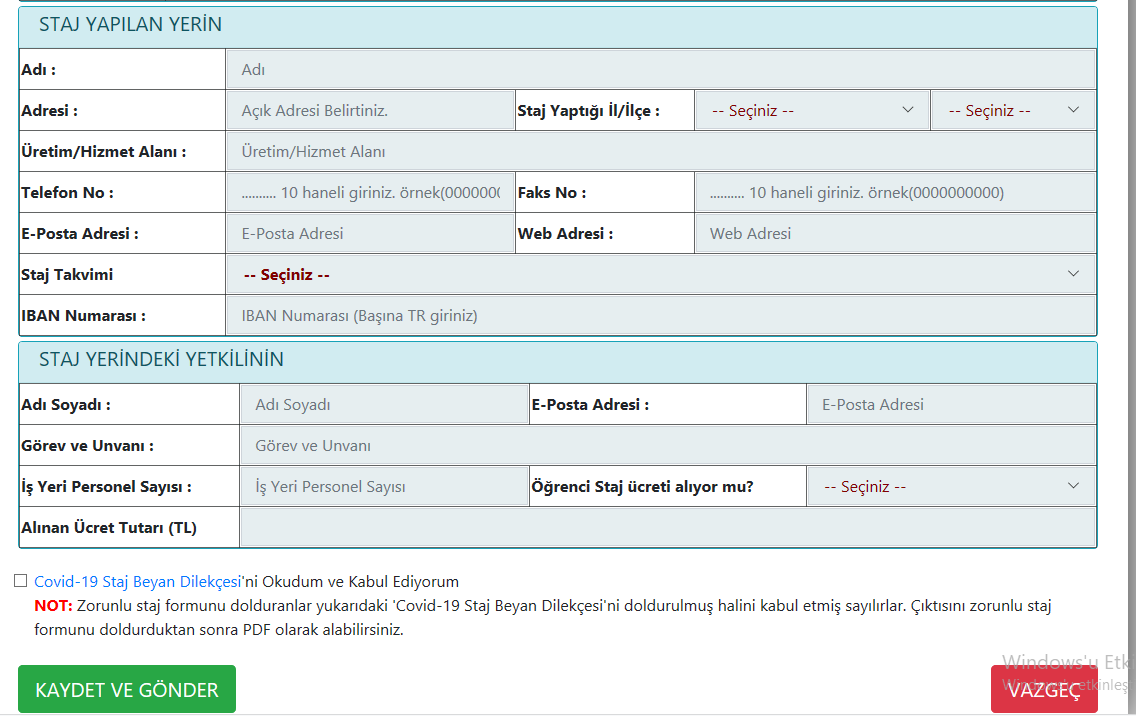 STAJ YAPILAN YERİN
Adı : Adı
Adresi : Açık Adresi Belirtiniz. Staj Yaptığı İl/İlçe : -- Seçiniz -- -- Seçiniz --
Üretim/Hizmet Alanı : Üretim/Hizmet Alanı
Telefon No : .......... 10 haneli giriniz. örnek(0000000 Faks No : .......... 10 haneli giriniz. örnek(0000000000)
E-Posta Adresi : E-Posta Adresi Web Adresi : Web Adresi
Staj Takvimi -- Seçiniz --
IBAN Numarası : IBAN Numarası (Başına TR giriniz)
STAJ YERİNDEKİ YETKİLİNİN
Adı Soyadı : Adı Soyadı E-Posta Adresi : E-Posta Adresi
Görev ve Unvanı : Görev ve Unvanı
İş Yeri Personel Sayısı : İş Yeri Personel Sayısı Öğrenci Staj ücreti alıyor mu? -- Seçiniz --
Alınan Ücret Tutarı (TL)
Covid-19 Staj Beyan Dilekçesi'ni Okudum ve Kabul Ediyorum
NOT: Zorunlu staj formunu dolduranlar yukarıdaki 'Covid-19 Staj Beyan Dilekçesi'ni doldurulmuş halini kabul etmiş sayılırlar. Çıktısını zorunlu staj
formunu doldurduktan sonra PDF olarak alabilirsiniz.
Windows'u Etki
Windows'u etkinleş
KAYDET VE GÖNDER VAZGEÇ